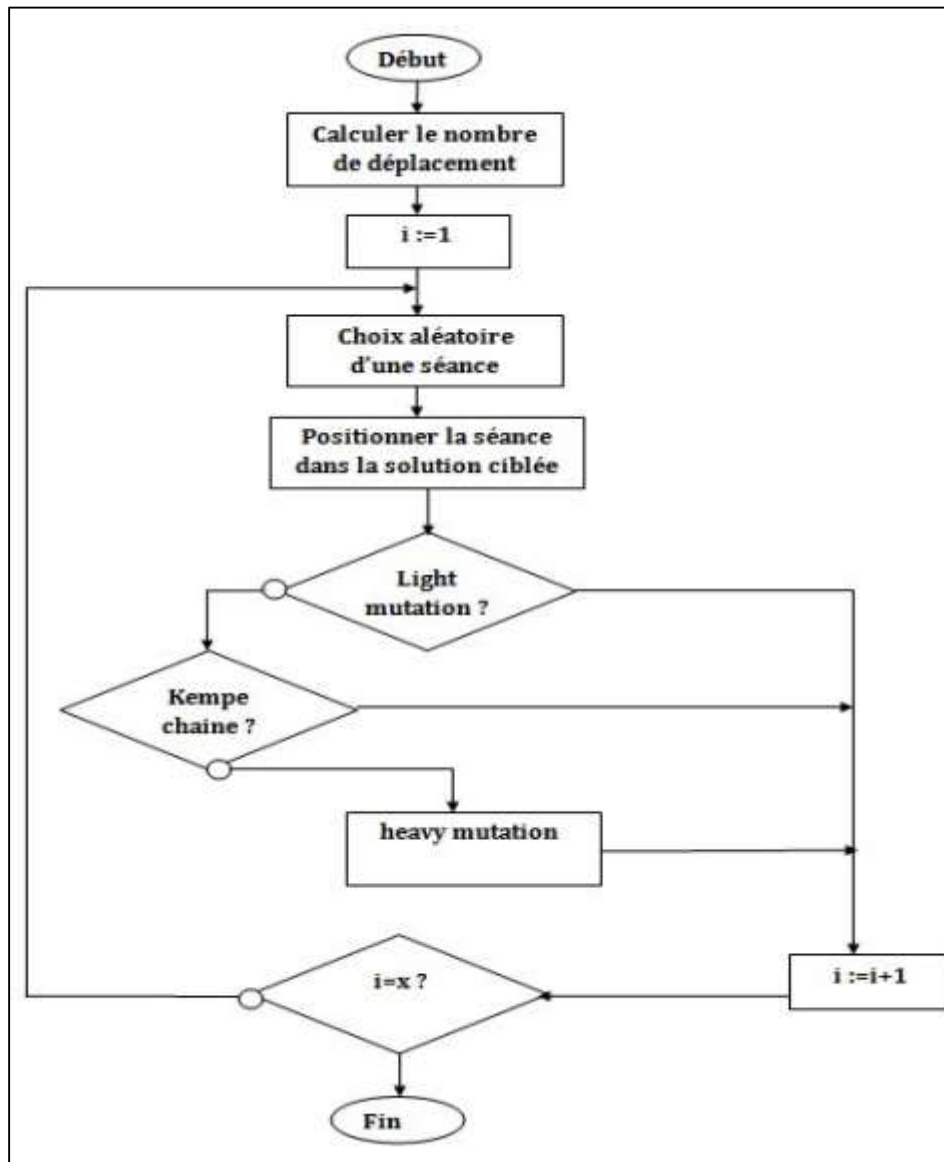 Début
Calculer le nombre
de déplacement
i :=1
Choix aléatoire
d'une séance
Positionner la séance
dans la solution ciblée
Light
mutation ?
Kempe
chaine ?
heavy mutation
i=x ?
i :=i+1
Fin